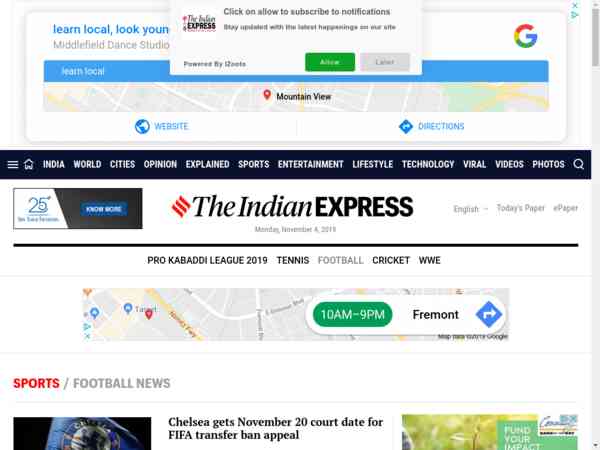 learn local, look young
Middlefield Dance Studio
learn local
Mountain View
WEBSITE
DIRECTIONS
The Indian
EXPRESS
Click on allow to subscribe to notifications
Stay updated with the latest happenings on our site
Powered By iZooto
Allow
Later
INDIA WORLD CITIES OPINION EXPLAINED SPORTS ENTERTAINMENT LIFESTYLE TECHNOLOGY VIRAL VIDEOS PHOTOS
25
KNOW MORE
The Indian EXPRESS
Monday, November 4, 2019
English
Today's Paper
ePaper
PRO KABADDI LEAGUE 2019 TENNIS FOOTBALL CRICKET WWE
Target
Nimitz Fwy
10AM–9PM
Fremont
Map data ©2019 Google
SPORTS / FOOTBALL NEWS
Chelsea gets November 20 court date for
FIFA transfer ban appeal
FUND YOUR
IMPACT